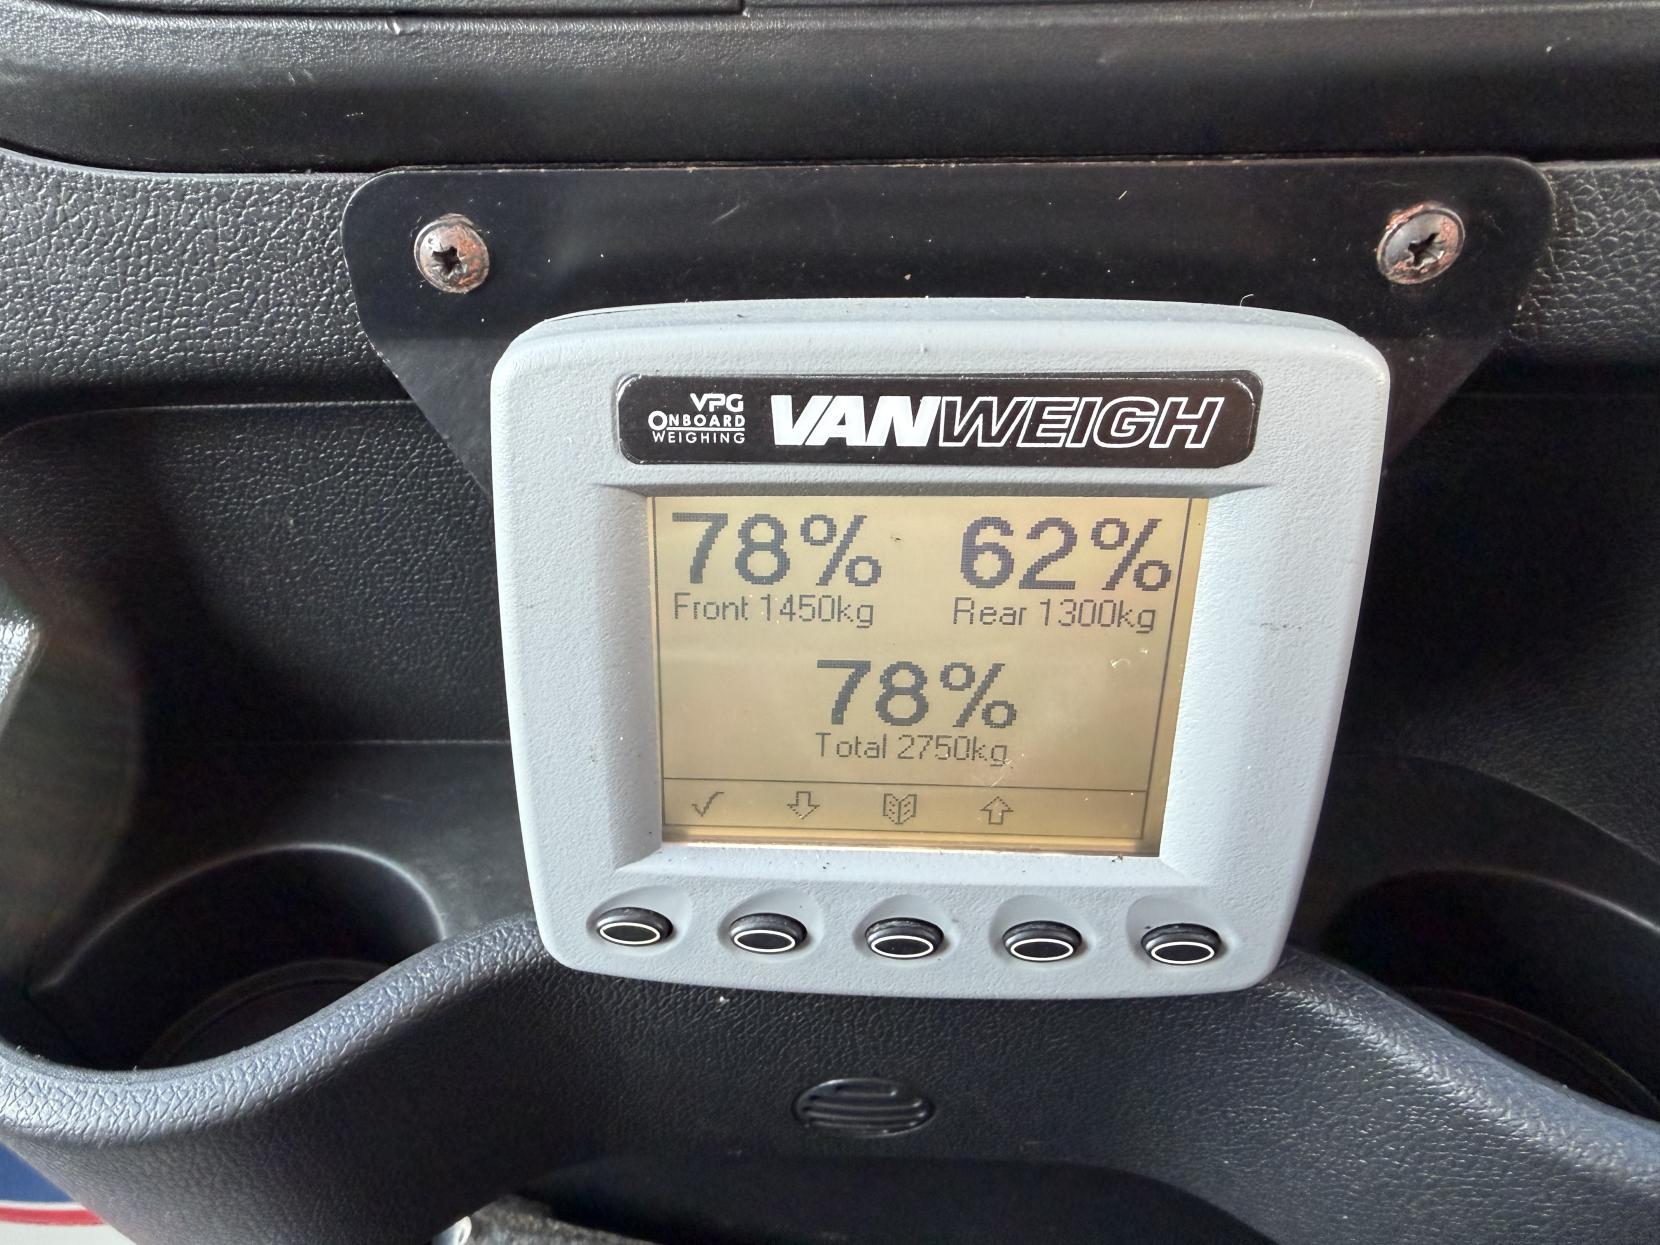 VPG
ONBOARD
WEIGHING
VANWEIGH
78% 62%
Front 1450kg Rear 1300kg
78%
Total 2750kg